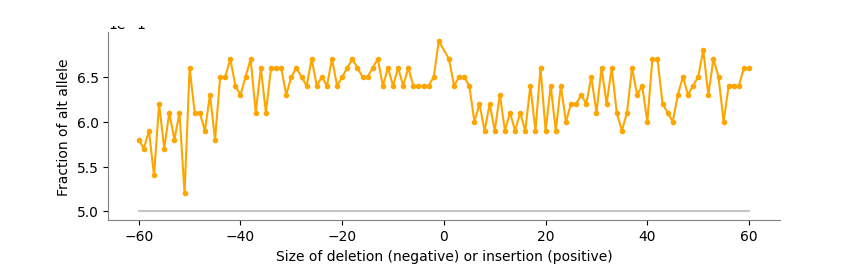 6.5
6.0
5.5
5.0
Fraction of alt allele
−60 −40 −20 0 20 40 60
Size of deletion (negative) or insertion (positive)